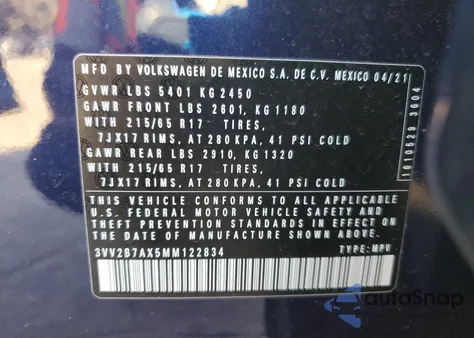 MFD BY VOLKSWAGEN DE MEXICO S.A. DE C.V. MEXICO 04/21
GVWR LBS 5401 KG 2450
GAWR FRONT LBS 2601, KG 1180
WITH 215/65 R17 TIRES,
7JX17 RIMS, AT 280 KPA, 41 PSI COLD
GAWR REAR LBS 2910, KG 1320
WITH 215/65 R17 TIRES,
7JX17 RIMS, AT 280 KPA, 41 PSI COLD
THIS VEHICLE CONFORMS TO ALL APPLICABLE
U.S. FEDERAL MOTOR VEHICLE SAFETY AND
THEFT PREVENTION STANDARDS IN EFFECT ON
THE DATE OF MANUFACTURE SHOWN ABOVE.
3VV2B7AX5MM122834 TYPE: MPV
1010529 3604
autoSnap